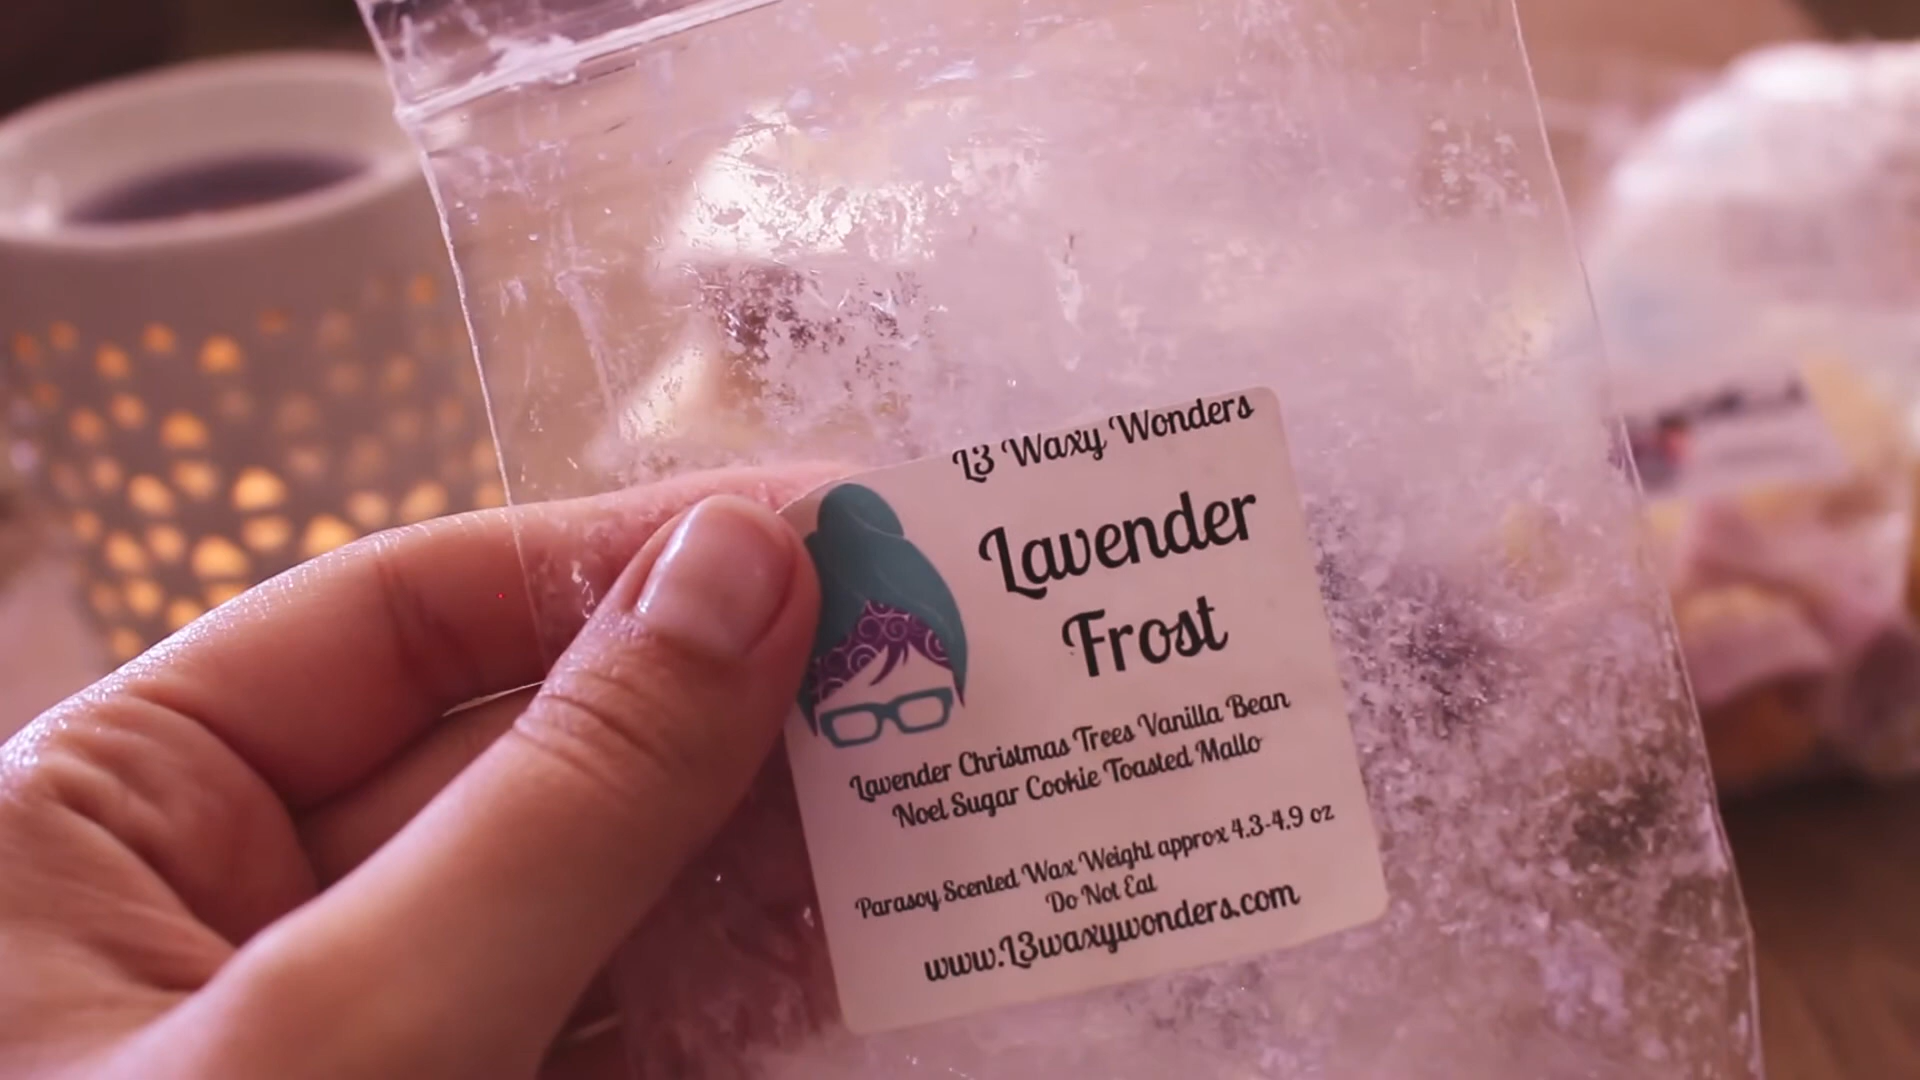 L3 Waxy Wonders
Lavender
Frost
Lavender Christmas Trees Vanilla Bean
Noel Sugar Cookie Toasted Mallo
Parasoy Scented Wax Weight approx 4.3-4.9 oz
Do Not Eat
www.L3waxywonders.com